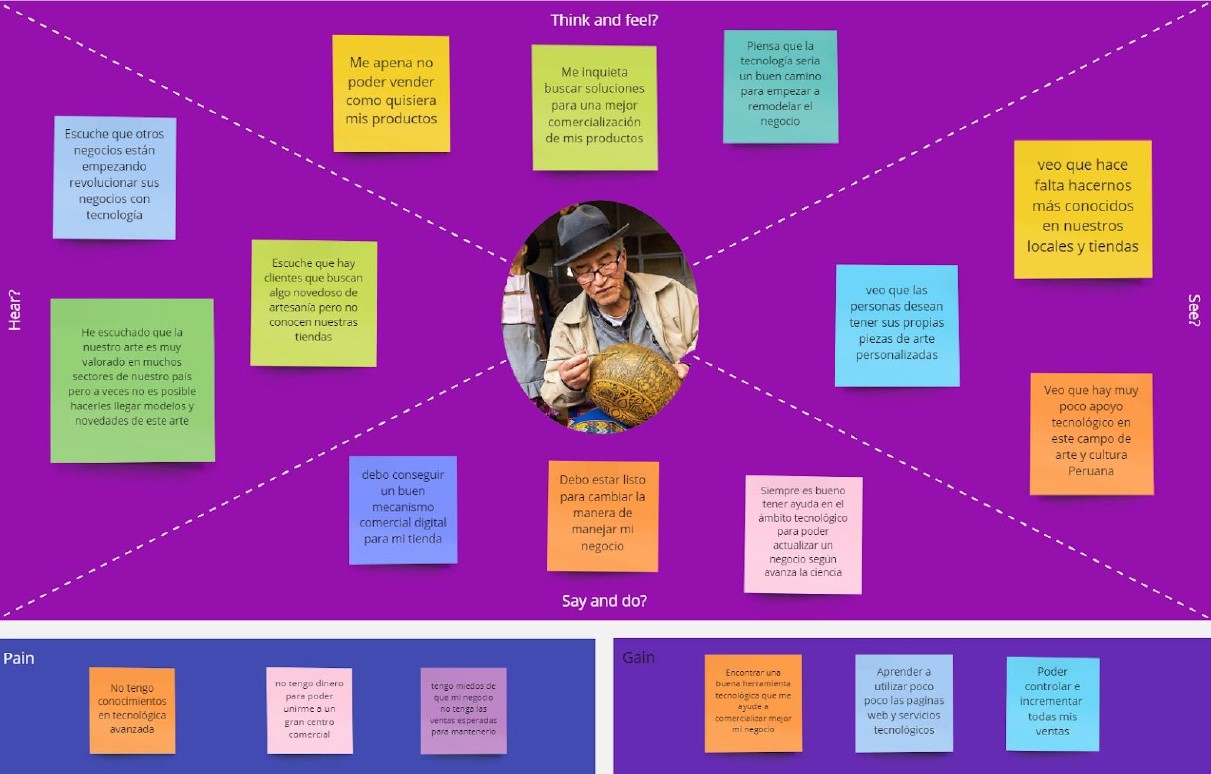 Think and feel?
Me apena no
poder vender
como quisiera
mis productos
Me inquieta
buscar soluciones
para una mejor
comercialización
de mis productos
Piensa que la
tecnología seria
un buen camino
para empezar a
remodelar el
negocio
Hear?
Escuche que otros
negocios están
empezando
revolucionar sus
negocios con
tecnología
Escuche que hay
clientes que buscan
algo novedoso de
artesanía pero no
conocen nuestras
tiendas
He escuchado que la
nuestro arte es muy
valorado en muchos
sectores de nuestro país
pero a veces no es posible
hacerles llegar modelos y
novedades de este arte
See?
veo que hace
falta hacernos
más conocidos
en nuestros
locales y tiendas
veo que las
personas desean
tener sus propias
piezas de arte
personalizadas
Veo que hay muy
poco apoyo
tecnológico en
este campo de
arte y cultura
Peruana
debo conseguir
un buen
mecanismo
comercial digital
para mi tienda
Debo estar listo
para cambiar la
manera de
manejar mi
negocio
Siempre es bueno
tener ayuda en el
ámbito tecnológico
para poder
actualizar un
negocio según
avanza la ciencia
Say and do?
Pain
No tengo
conocimientos
en tecnológica
avanzada
no tengo dinero
para poder
unirme a un
gran centro
comercial
tengo miedos de
que mi negocio
no tenga las
ventas esperadas
para mantenerlo
Gain
Encontrar una
buena herramienta
tecnológica que me
ayude a
comercializar mejor
mi negocio
Aprender a
utilizar poco
poco las paginas
web y servicios
tecnológicos
Poder
controlar e
incrementar
todas mis
ventas